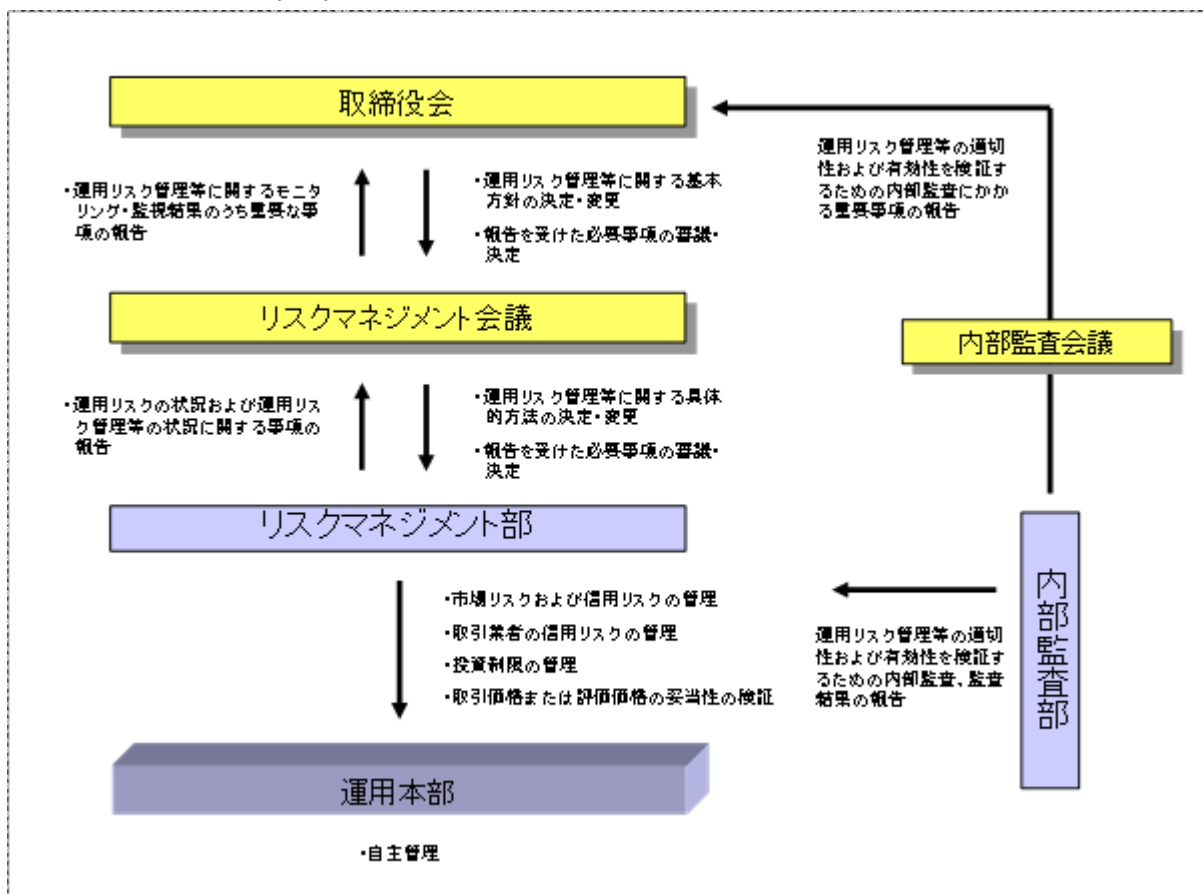 取締役会
・運用リスク管理等に関するモニ
タリング・監視結果のうち重要な事
項の報告
・運用リスク管理等に関する基本
方針の決定・変更
・報告を受けた必要事項の審議・
決定
運用リスク管理等の適切
性および有効性を検証す
るための内部監査にかか
る重要事項の報告
リスクマネジメント会議
内部監査会議
・運用リスクの状況および運用リス
ク管理等の状況に関する事項の
報告
・運用リスク管理等に関する具体
的方法の決定・変更
・報告を受けた必要事項の審議・
決定
リスクマネジメント部
内部監査部
・市場リスクおよび信用リスクの管理
・取引業者の信用リスクの管理
・投資制限の管理
・取引価格または評価価格の妥当性の検証
運用リスク管理等の適切
性および有効性を検証す
るための内部監査、監査
結果の報告
運用本部
・自主管理